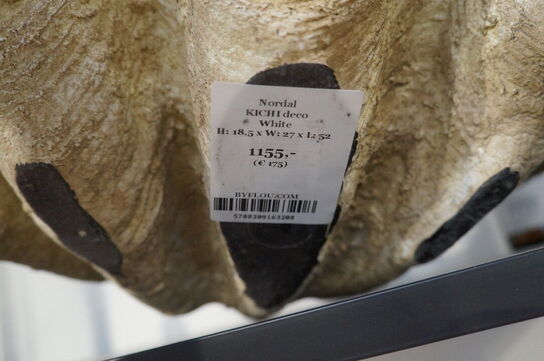 Nordal
KICHI deco
White
H: 18,5 x W: 27 x L: 52
1155,-
(€ 175)
BYFLOU.COM
5708309163208